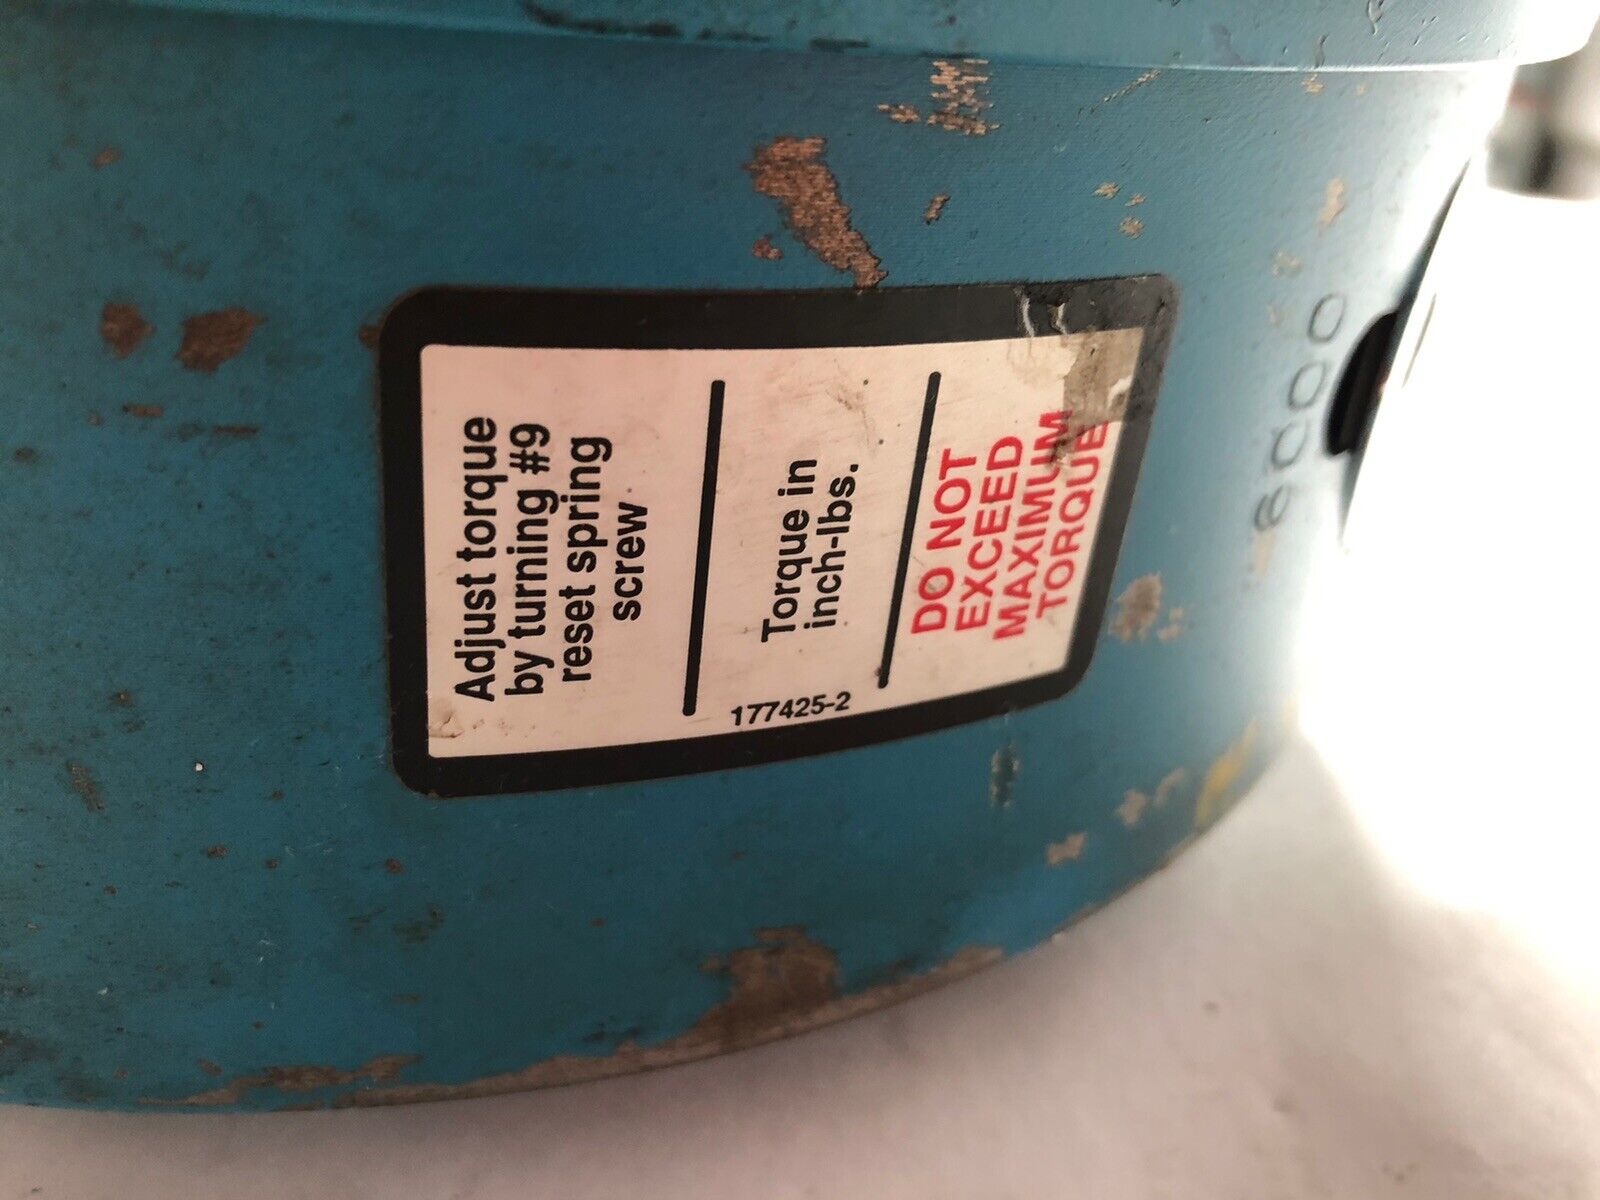 Adjust torque
by turning #9
reset spring
screw
Torque in
inch-lbs.
177425-2
DO NOT
EXCEED
MAXIMUM
TORQUE